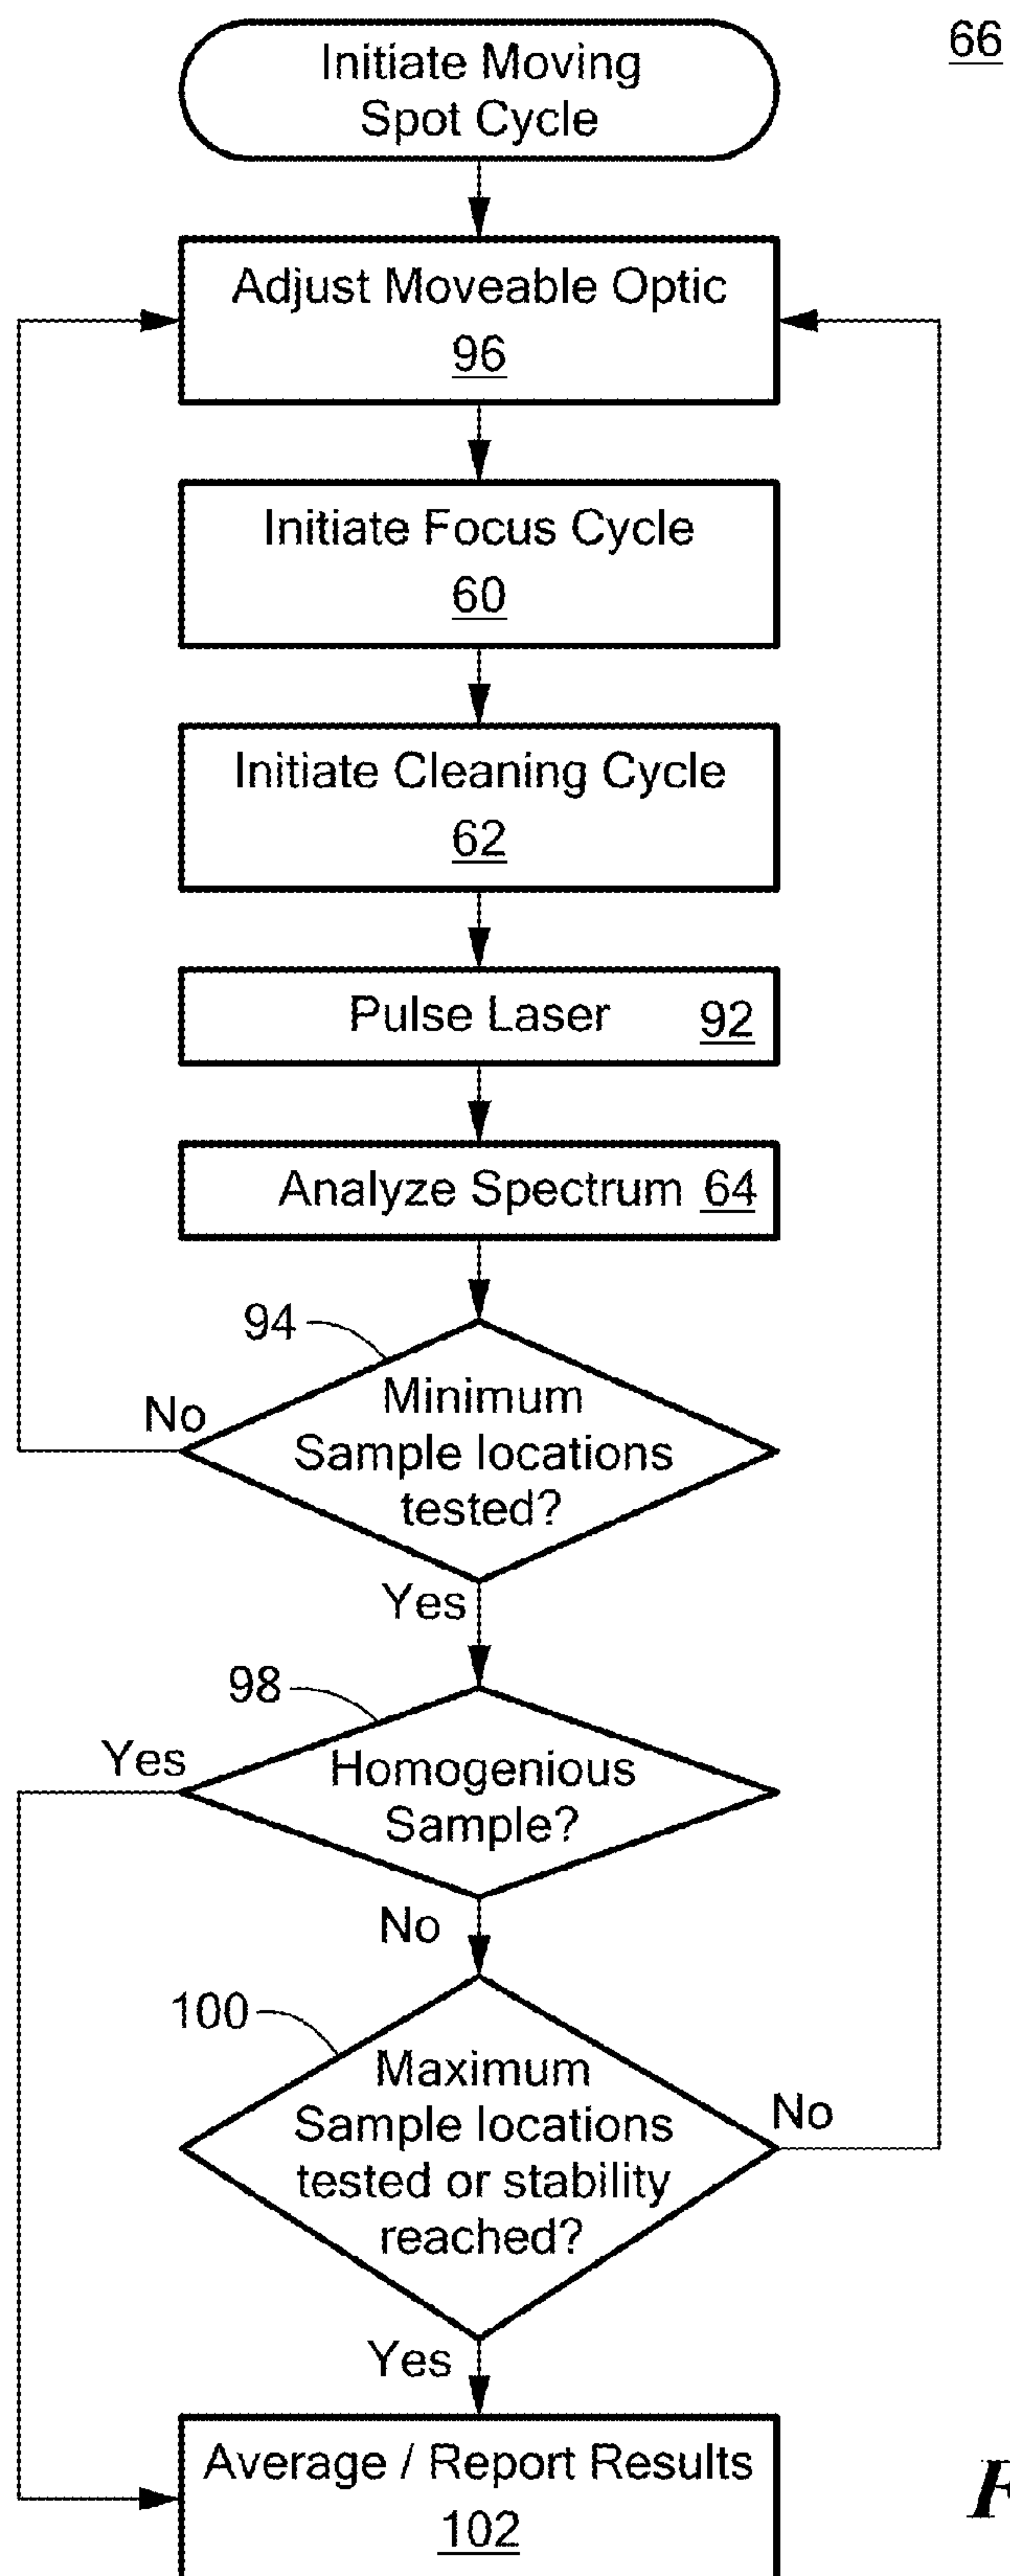 66
Initiate Moving
Spot Cycle
Adjust Moveable Optic
96
Initiate Focus Cycle
60
Initiate Cleaning Cycle
62
Pulse Laser 92
Analyze Spectrum 64
94
Minimum
Sample locations
tested?
No
Yes
98
Homogenious
Sample?
Yes
No
100
Maximum
Sample locations
tested or stability
reached?
No
Yes
Average / Report Results
102